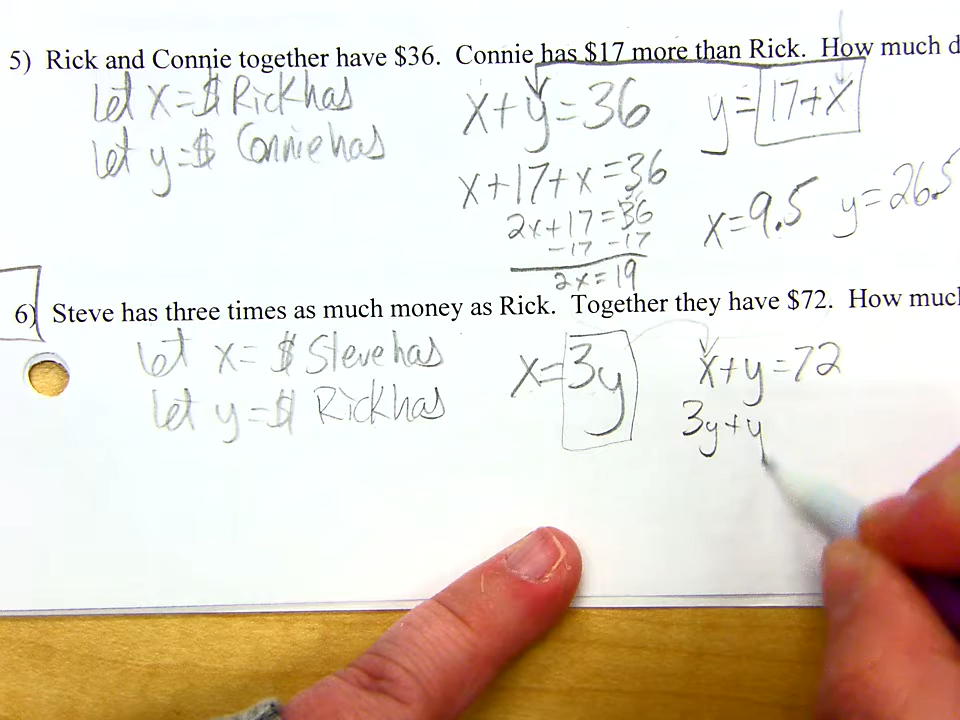 5) Rick and Connie together have $36. Connie has $17 more than Rick. How much d
Let x = $ Rick has
Let y = $ Connie has
x + y = 36
y = 17 + x
x + 17 + x = 36
2x + 17 = 36
-17 -17
2x = 19
x = 9.5
y = 26.5
6) Steve has three times as much money as Rick. Together they have $72. How much
Let x = $ Steve has
Let y = $ Rick has
x = 3y
x + y = 72
3y + y